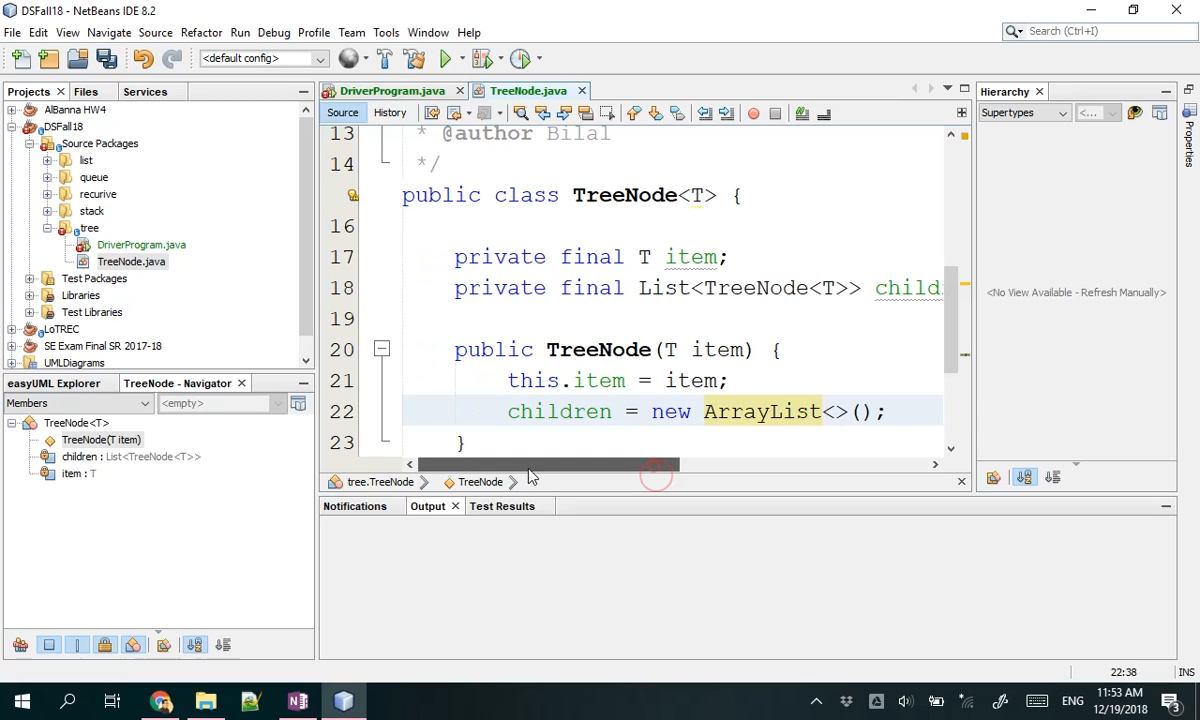 DSFall18 - NetBeans IDE 8.2
File Edit View Navigate Source Refactor Run Debug Profile Team Tools Window Help
Search (Ctrl+I)
<default config>
Projects Files Services
DriverProgram.java TreeNode.java
Hierarchy
Source History
Supertypes <...
Properties
AlBanna HW4
DSFall18
Source Packages
list
queue
recurive
stack
tree
DriverProgram.java
TreeNode.java
Test Packages
Libraries
Test Libraries
LoTREC
SE Exam Final SR 2017-18
UMLDiagrams
13 * @author Bilal
14 */
public class TreeNode<T> {
16
17 private final T item;
18 private final List<TreeNode<T>> child
19
20 public TreeNode(T item) {
21 this.item = item;
22 children = new ArrayList<>();
23 }
<No View Available - Refresh Manually>
easyUML Explorer TreeNode - Navigator
Members <empty>
TreeNode<T>
TreeNode(T item)
children : List<TreeNode<T>>
item : T
tree.TreeNode TreeNode
Notifications Output Test Results
22:38 INS
ENG
11:53 AM
12/19/2018
3